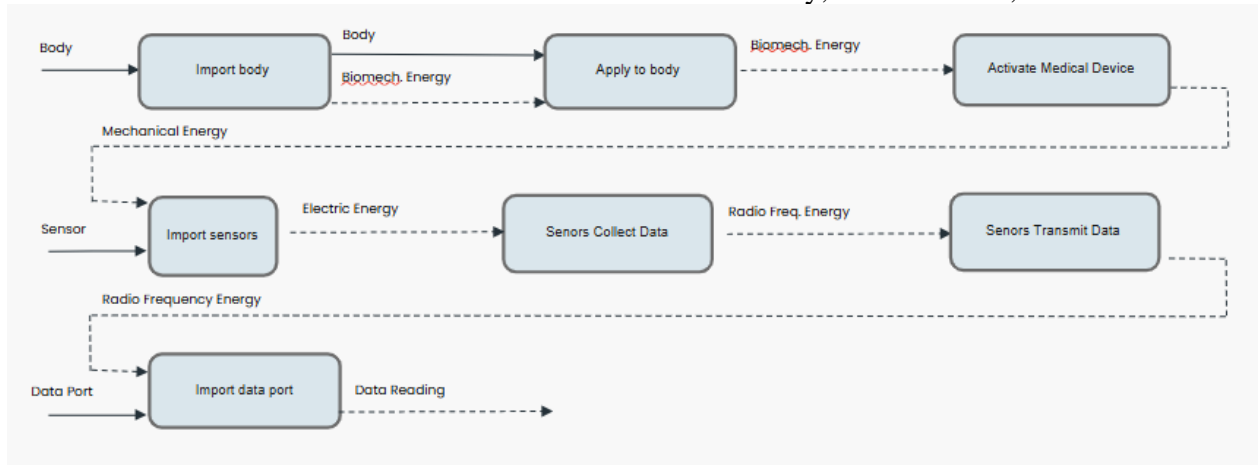 Body
Import body
Body
Biomech. Energy
Apply to body
Biomech. Energy
Activate Medical Device
Mechanical Energy
Sensor
Import sensors
Electric Energy
Senors Collect Data
Radio Freq. Energy
Senors Transmit Data
Radio Frequency Energy
Data Port
Import data port
Data Reading